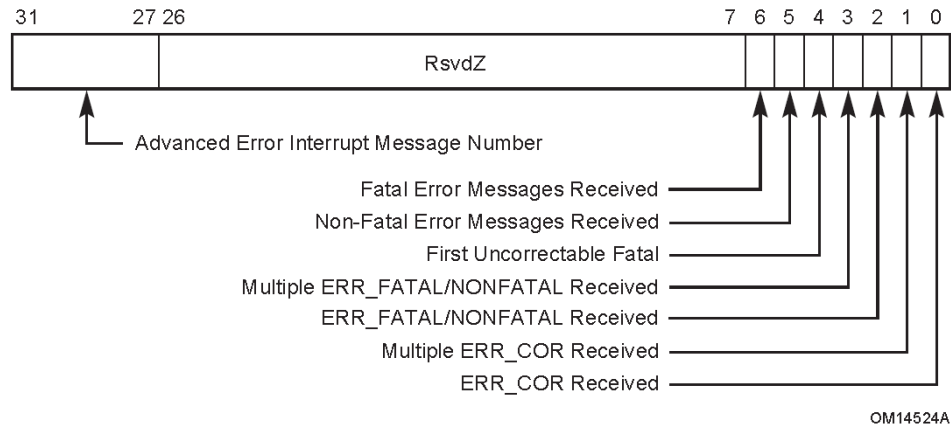 31 27 26 7 6 5 4 3 2 1 0
RsvdZ
Advanced Error Interrupt Message Number
Fatal Error Messages Received
Non-Fatal Error Messages Received
First Uncorrectable Fatal
Multiple ERR_FATAL/NONFATAL Received
ERR_FATAL/NONFATAL Received
Multiple ERR_COR Received
ERR_COR Received
OM14524A